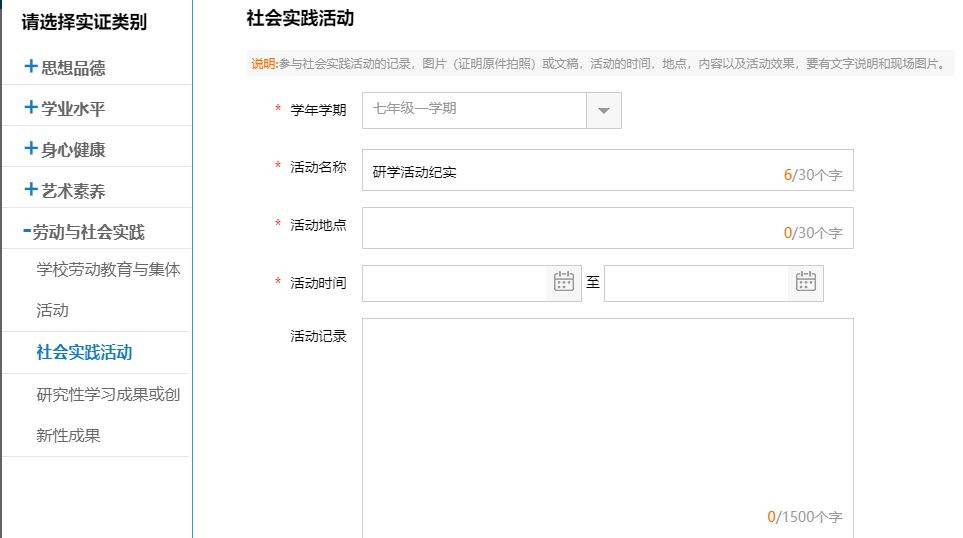 请选择实证类别
+思想品德
+学业水平
+身心健康
+艺术素养
-劳动与社会实践
学校劳动教育与集体
活动
社会实践活动
研究性学习成果或创
新性成果
社会实践活动
说明:参与社会实践活动的记录，图片（证明原件拍照）或文稿，活动的时间，地点，内容以及活动效果，要有文字说明和现场图片。
* 学年学期 七年级一学期
* 活动名称 研学活动纪实 6/30个字
* 活动地点 0/30个字
* 活动时间 至
活动记录
0/1500个字